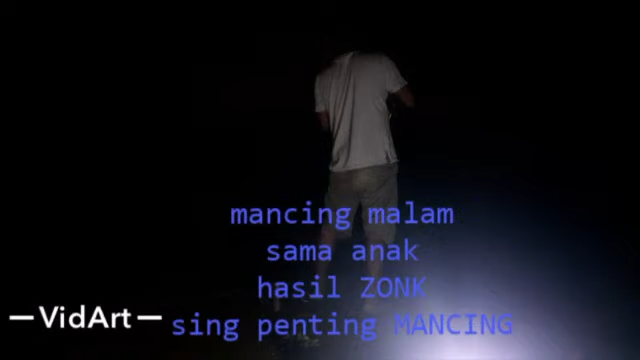 mancing malam
sama anak
hasil ZONK
—VidArt—
sing penting MANCING